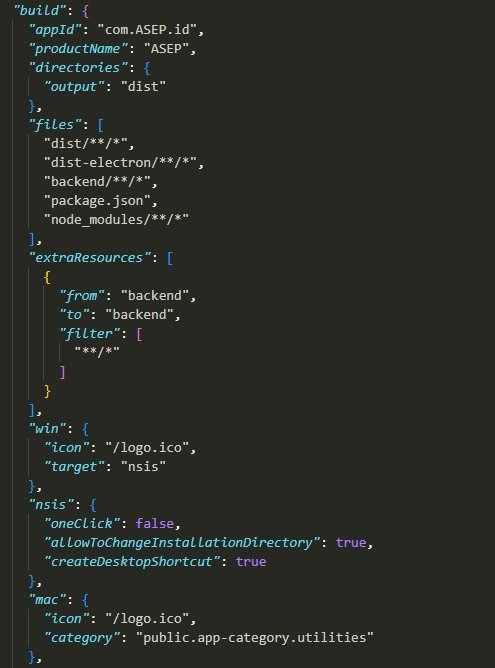 "build": {
"appId": "com.ASEP.id",
"productName": "ASEP",
"directories": {
"output": "dist"
},
"files": [
"dist/**/*",
"dist-electron/**/*",
"backend/**/*",
"package.json",
"node_modules/**/*"
],
"extraResources": [
{
"from": "backend",
"to": "backend",
"filter": [
"**/*"
]
}
],
"win": {
"icon": "/logo.ico",
"target": "nsis"
},
"nsis": {
"oneClick": false,
"allowToChangeInstallationDirectory": true,
"createDesktopShortcut": true
},
"mac": {
"icon": "/logo.ico",
"category": "public.app-category.utilities"
},